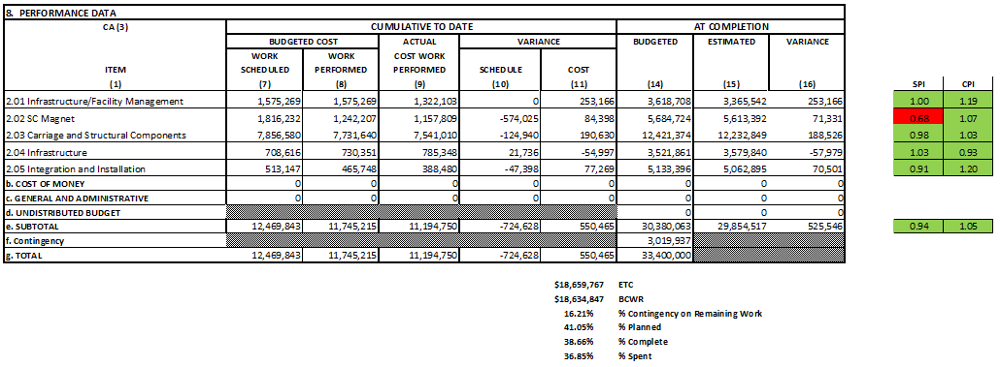 8. PERFORMANCE DATA
CA (3) CUMULATIVE TO DATE AT COMPLETION
BUDGETED COST ACTUAL VARIANCE BUDGETED ESTIMATED VARIANCE
WORK WORK COST WORK
ITEM SCHEDULED PERFORMED PERFORMED SCHEDULE COST
(1) (7) (8) (9) (10) (11) (14) (15) (16) SPI CPI
2.01 Infrastructure/Facility Management 1,575,269 1,575,269 1,322,103 0 253,166 3,618,708 3,365,542 253,166 1.00 1.19
2.02 SC Magnet 1,816,232 1,242,207 1,157,809 -574,025 84,398 5,684,724 5,613,392 71,331 0.68 1.07
2.03 Carriage and Structural Components 7,856,580 7,731,640 7,541,010 -124,940 190,630 12,421,374 12,232,849 188,526 0.98 1.03
2.04 Infrastructure 708,616 730,351 785,348 21,736 -54,997 3,521,861 3,579,840 -57,979 1.03 0.93
2.05 Integration and Installation 513,147 465,748 388,480 -47,398 77,269 5,133,396 5,062,895 70,501 0.91 1.20
b. COST OF MONEY 0 0 0 0 0 0 0 0
c. GENERAL AND ADMINISTRATIVE 0 0 0 0 0 0 0 0
d. UNDISTRIBUTED BUDGET 0 0 0
e. SUBTOTAL 12,469,843 11,745,215 11,194,750 -724,628 550,465 30,380,063 29,854,517 525,546 0.94 1.05
f. Contingency 3,019,937
g. TOTAL 12,469,843 11,745,215 11,194,750 -724,628 550,465 33,400,000
$18,659,767 ETC
$18,634,847 BCWR
16.21% % Contingency on Remaining Work
41.05% % Planned
38.66% % Complete
36.85% % Spent